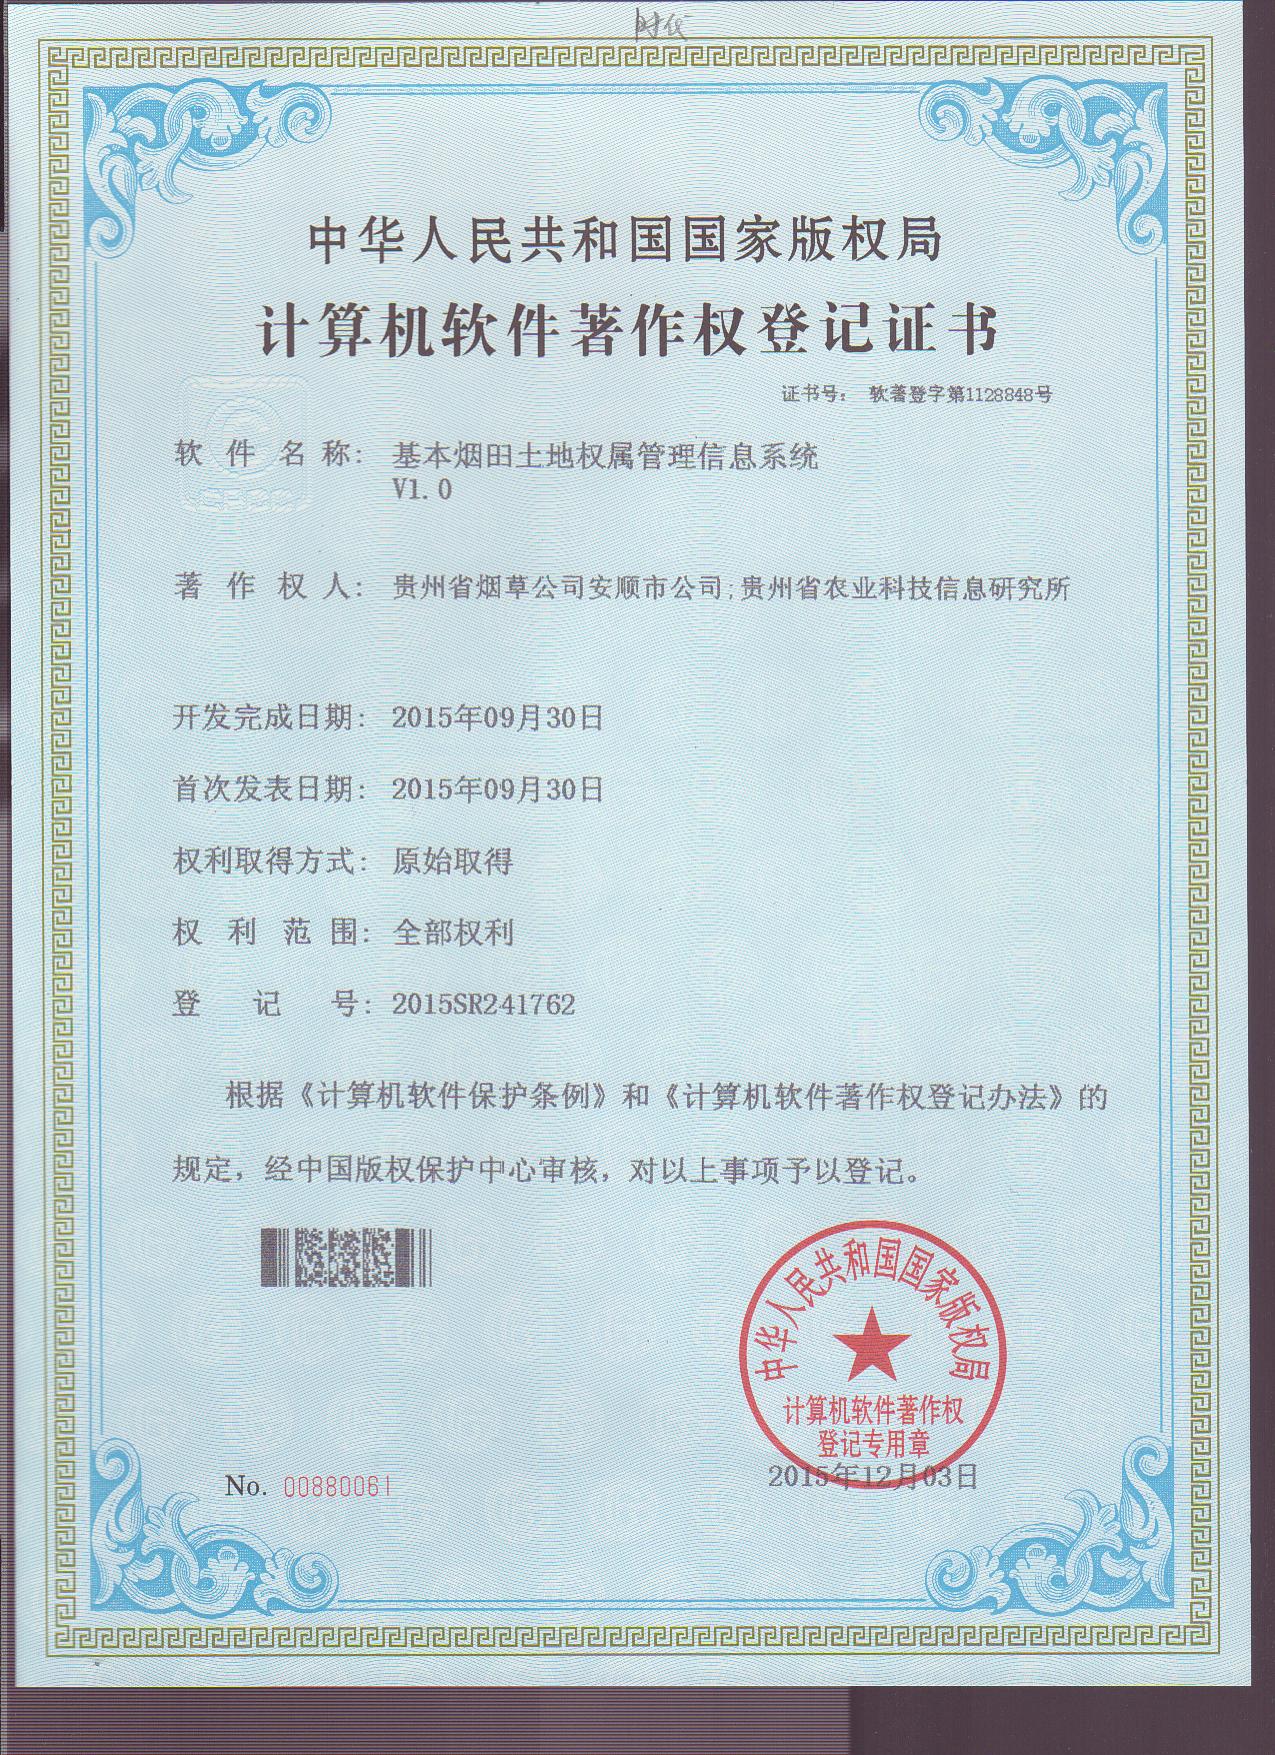 中华人民共和国国家版权局
计算机软件著作权登记证书
证书号： 软著登字第1128848号
软件名称： 基本烟田土地权属管理信息系统
V1.0
著作权人： 贵州省烟草公司安顺市公司;贵州省农业科技信息研究所
开发完成日期： 2015年09月30日
首次发表日期： 2015年09月30日
权利取得方式： 原始取得
权利范围： 全部权利
登记号： 2015SR241762
根据《计算机软件保护条例》和《计算机软件著作权登记办法》的
规定，经中国版权保护中心审核，对以上事项予以登记。
中华人民共和国国家版权局
计算机软件著作权
登记专用章
No. 00880061
2015年12月03日